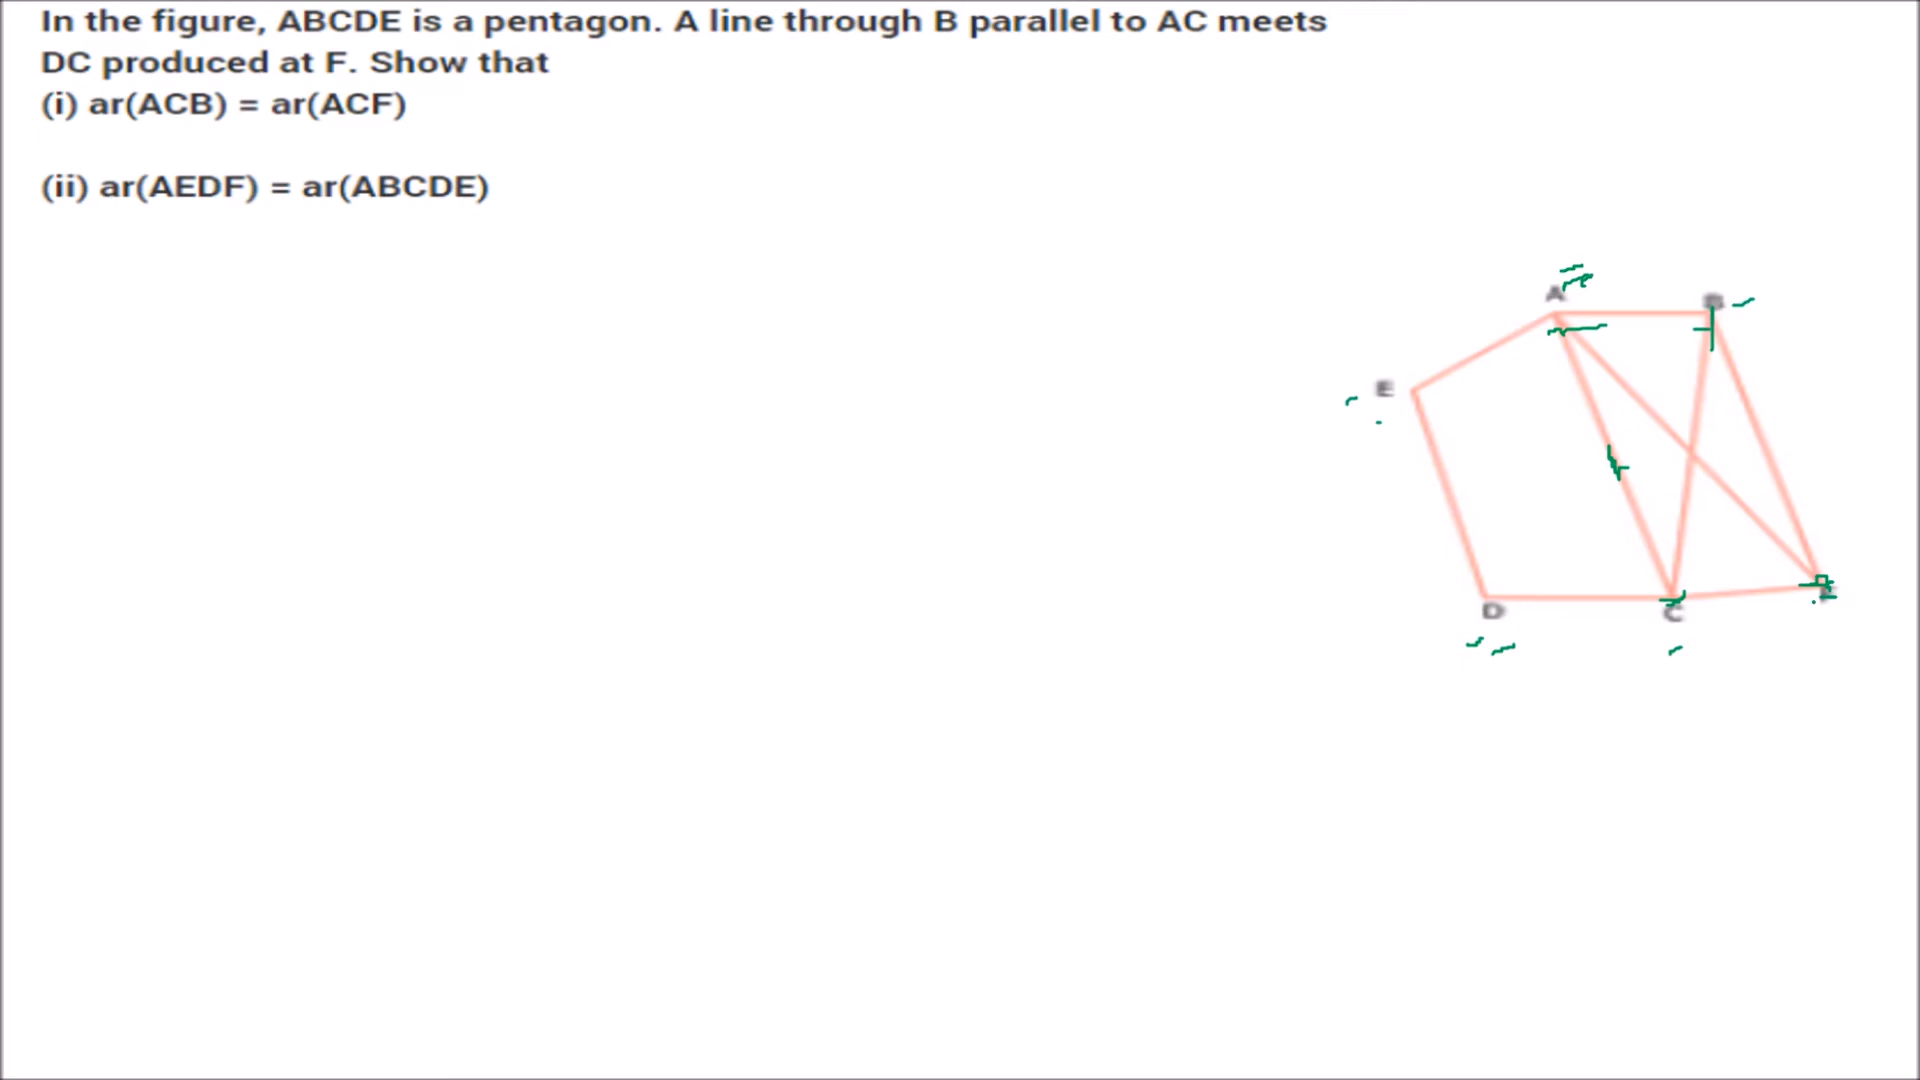 In the figure, ABCDE is a pentagon. A line through B parallel to AC meets
DC produced at F. Show that
(i) ar(ACB) = ar(ACF)
(ii) ar(AEDF) = ar(ABCDE)
A
B
E
D
C
F